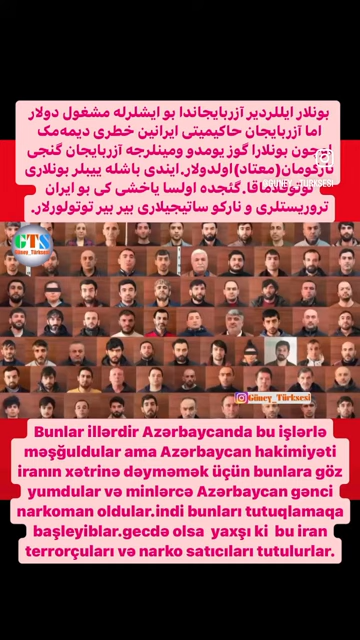 بونلار ایللردیر آزربایجاندا بو ایشلرله مشغول دولار
اما آزربایجان حاکیمیتی ایرانین خطری دیمه‌مک
اوچون بونلارا گوز یومدو ومینلرجه آزربایجان گنجی
نارکومان(معتاد) اولدولار.ایندی باشله ییبلر بونلاری
توتوقلاماقا.گئجده اولسا یاخشی کی بو ایران
تروریستلری و نارکو ساتیجیلاری بیر بیر توتولورلار.
GTS
Güney_Türksesi
Güney_Türksesi
Bunlar illərdir Azərbaycanda bu işlərlə
məşğuldular ama Azərbaycan hakimiyəti
iranın xətrinə dəyməmək üçün bunlara göz
yumdular və minlərcə Azərbaycan gənci
narkoman oldular.indi bunları tutuqlamaqa
başleyiblar.gecdə olsa yaxşi ki bu iran
terrorçuları və narko satıcıları tutulurlar.